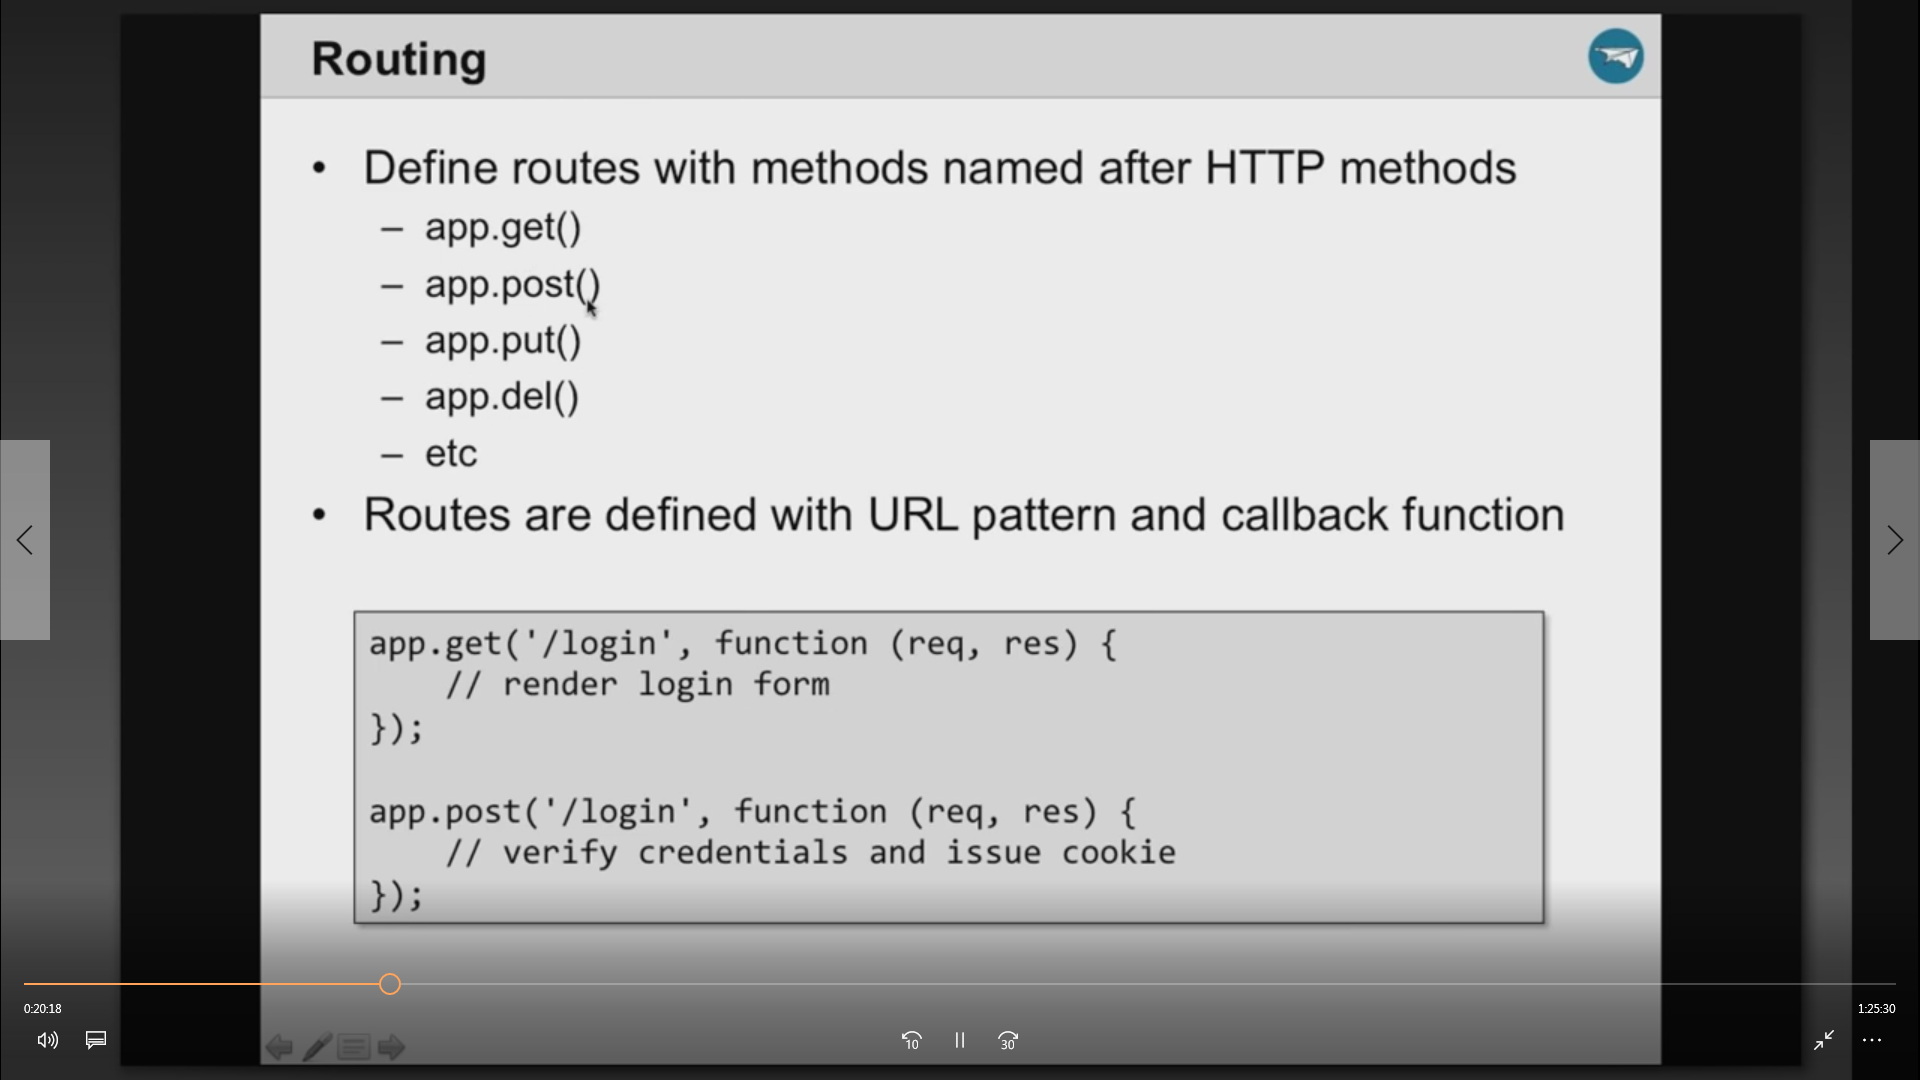 Routing
• Define routes with methods named after HTTP methods
– app.get()
– app.post()
– app.put()
– app.del()
– etc
• Routes are defined with URL pattern and callback function
app.get('/login', function (req, res) {
    // render login form
});
app.post('/login', function (req, res) {
    // verify credentials and issue cookie
});
0:20:18
1:25:30
10
30